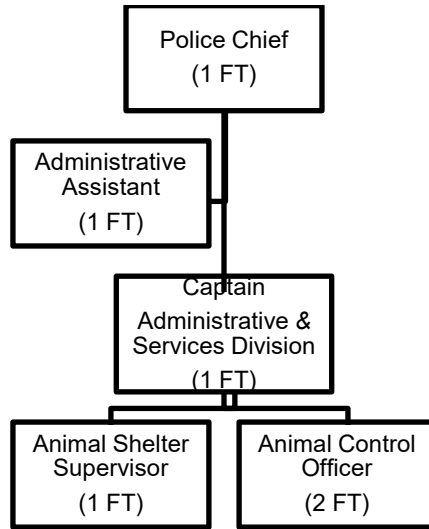 Police Chief
(1 FT)
Administrative
Assistant
(1 FT)
Captain
Administrative &
Services Division
(1 FT)
Animal Shelter
Supervisor
(1 FT)
Animal Control
Officer
(2 FT)